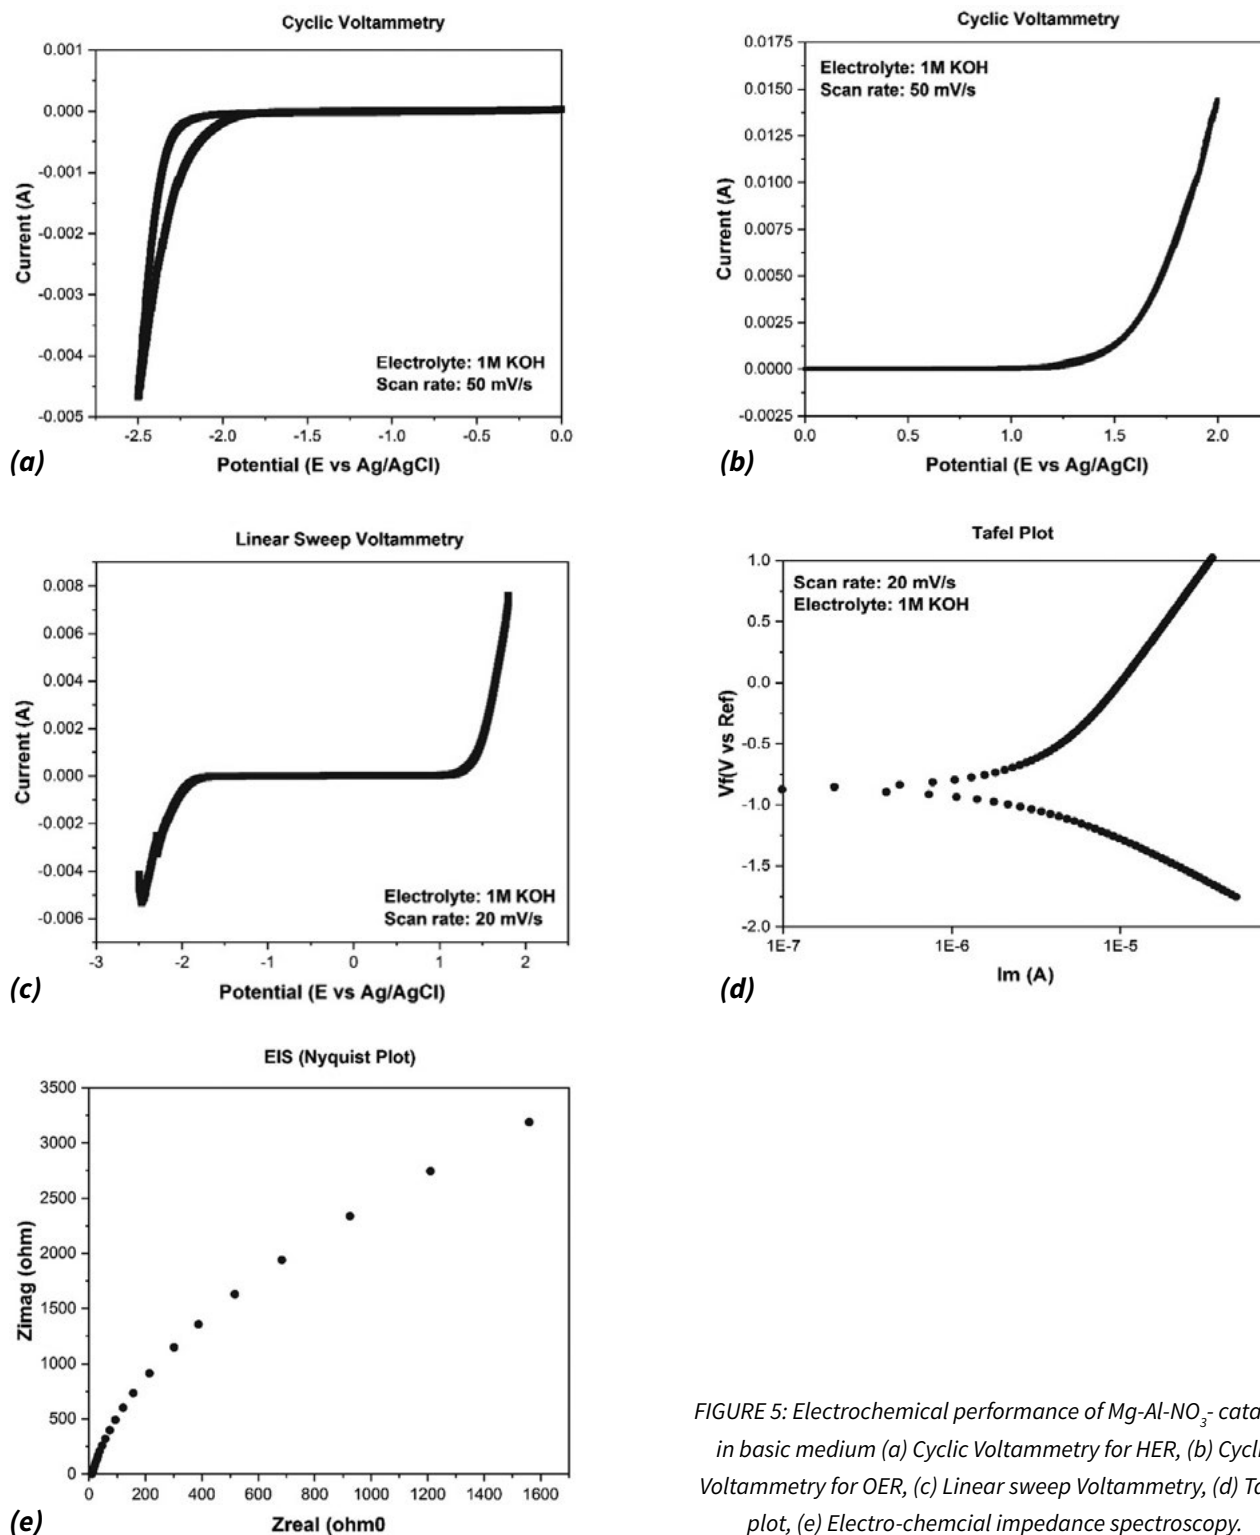 Cyclic Voltammetry
0.001
0.000
-0.001
-0.002
-0.003
-0.004
-0.005
Current (A)
Electrolyte: 1M KOH
Scan rate: 50 mV/s
-2.5 -2.0 -1.5 -1.0 -0.5 0.0
Potential (E vs Ag/AgCl)
(a)
Cyclic Voltammetry
0.0175
0.0150
0.0125
0.0100
0.0075
0.0050
0.0025
0.0000
-0.0025
Current (A)
Electrolyte: 1M KOH
Scan rate: 50 mV/s
0.0 0.5 1.0 1.5 2.0
Potential (E vs Ag/AgCl)
(b)
Linear Sweep Voltammetry
0.008
0.006
0.004
0.002
0.000
-0.002
-0.004
-0.006
Current (A)
Electrolyte: 1M KOH
Scan rate: 20 mV/s
-3 -2 -1 0 1 2
Potential (E vs Ag/AgCl)
(c)
Tafel Plot
1.0
0.5
0.0
-0.5
-1.0
-1.5
-2.0
Vf(V vs Ref)
Scan rate: 20 mV/s
Electrolyte: 1M KOH
1E-7 1E-6 1E-5
Im (A)
(d)
EIS (Nyquist Plot)
3500
3000
2500
2000
1500
1000
500
0
Zimag (ohm)
0 200 400 600 800 1000 1200 1400 1600
Zreal (ohm0
(e)
FIGURE 5: Electrochemical performance of Mg-Al-NO₃- cata
in basic medium (a) Cyclic Voltammetry for HER, (b) Cycl
Voltammetry for OER, (c) Linear sweep Voltammetry, (d) Ta
plot, (e) Electro-chemcial impedance spectroscopy.